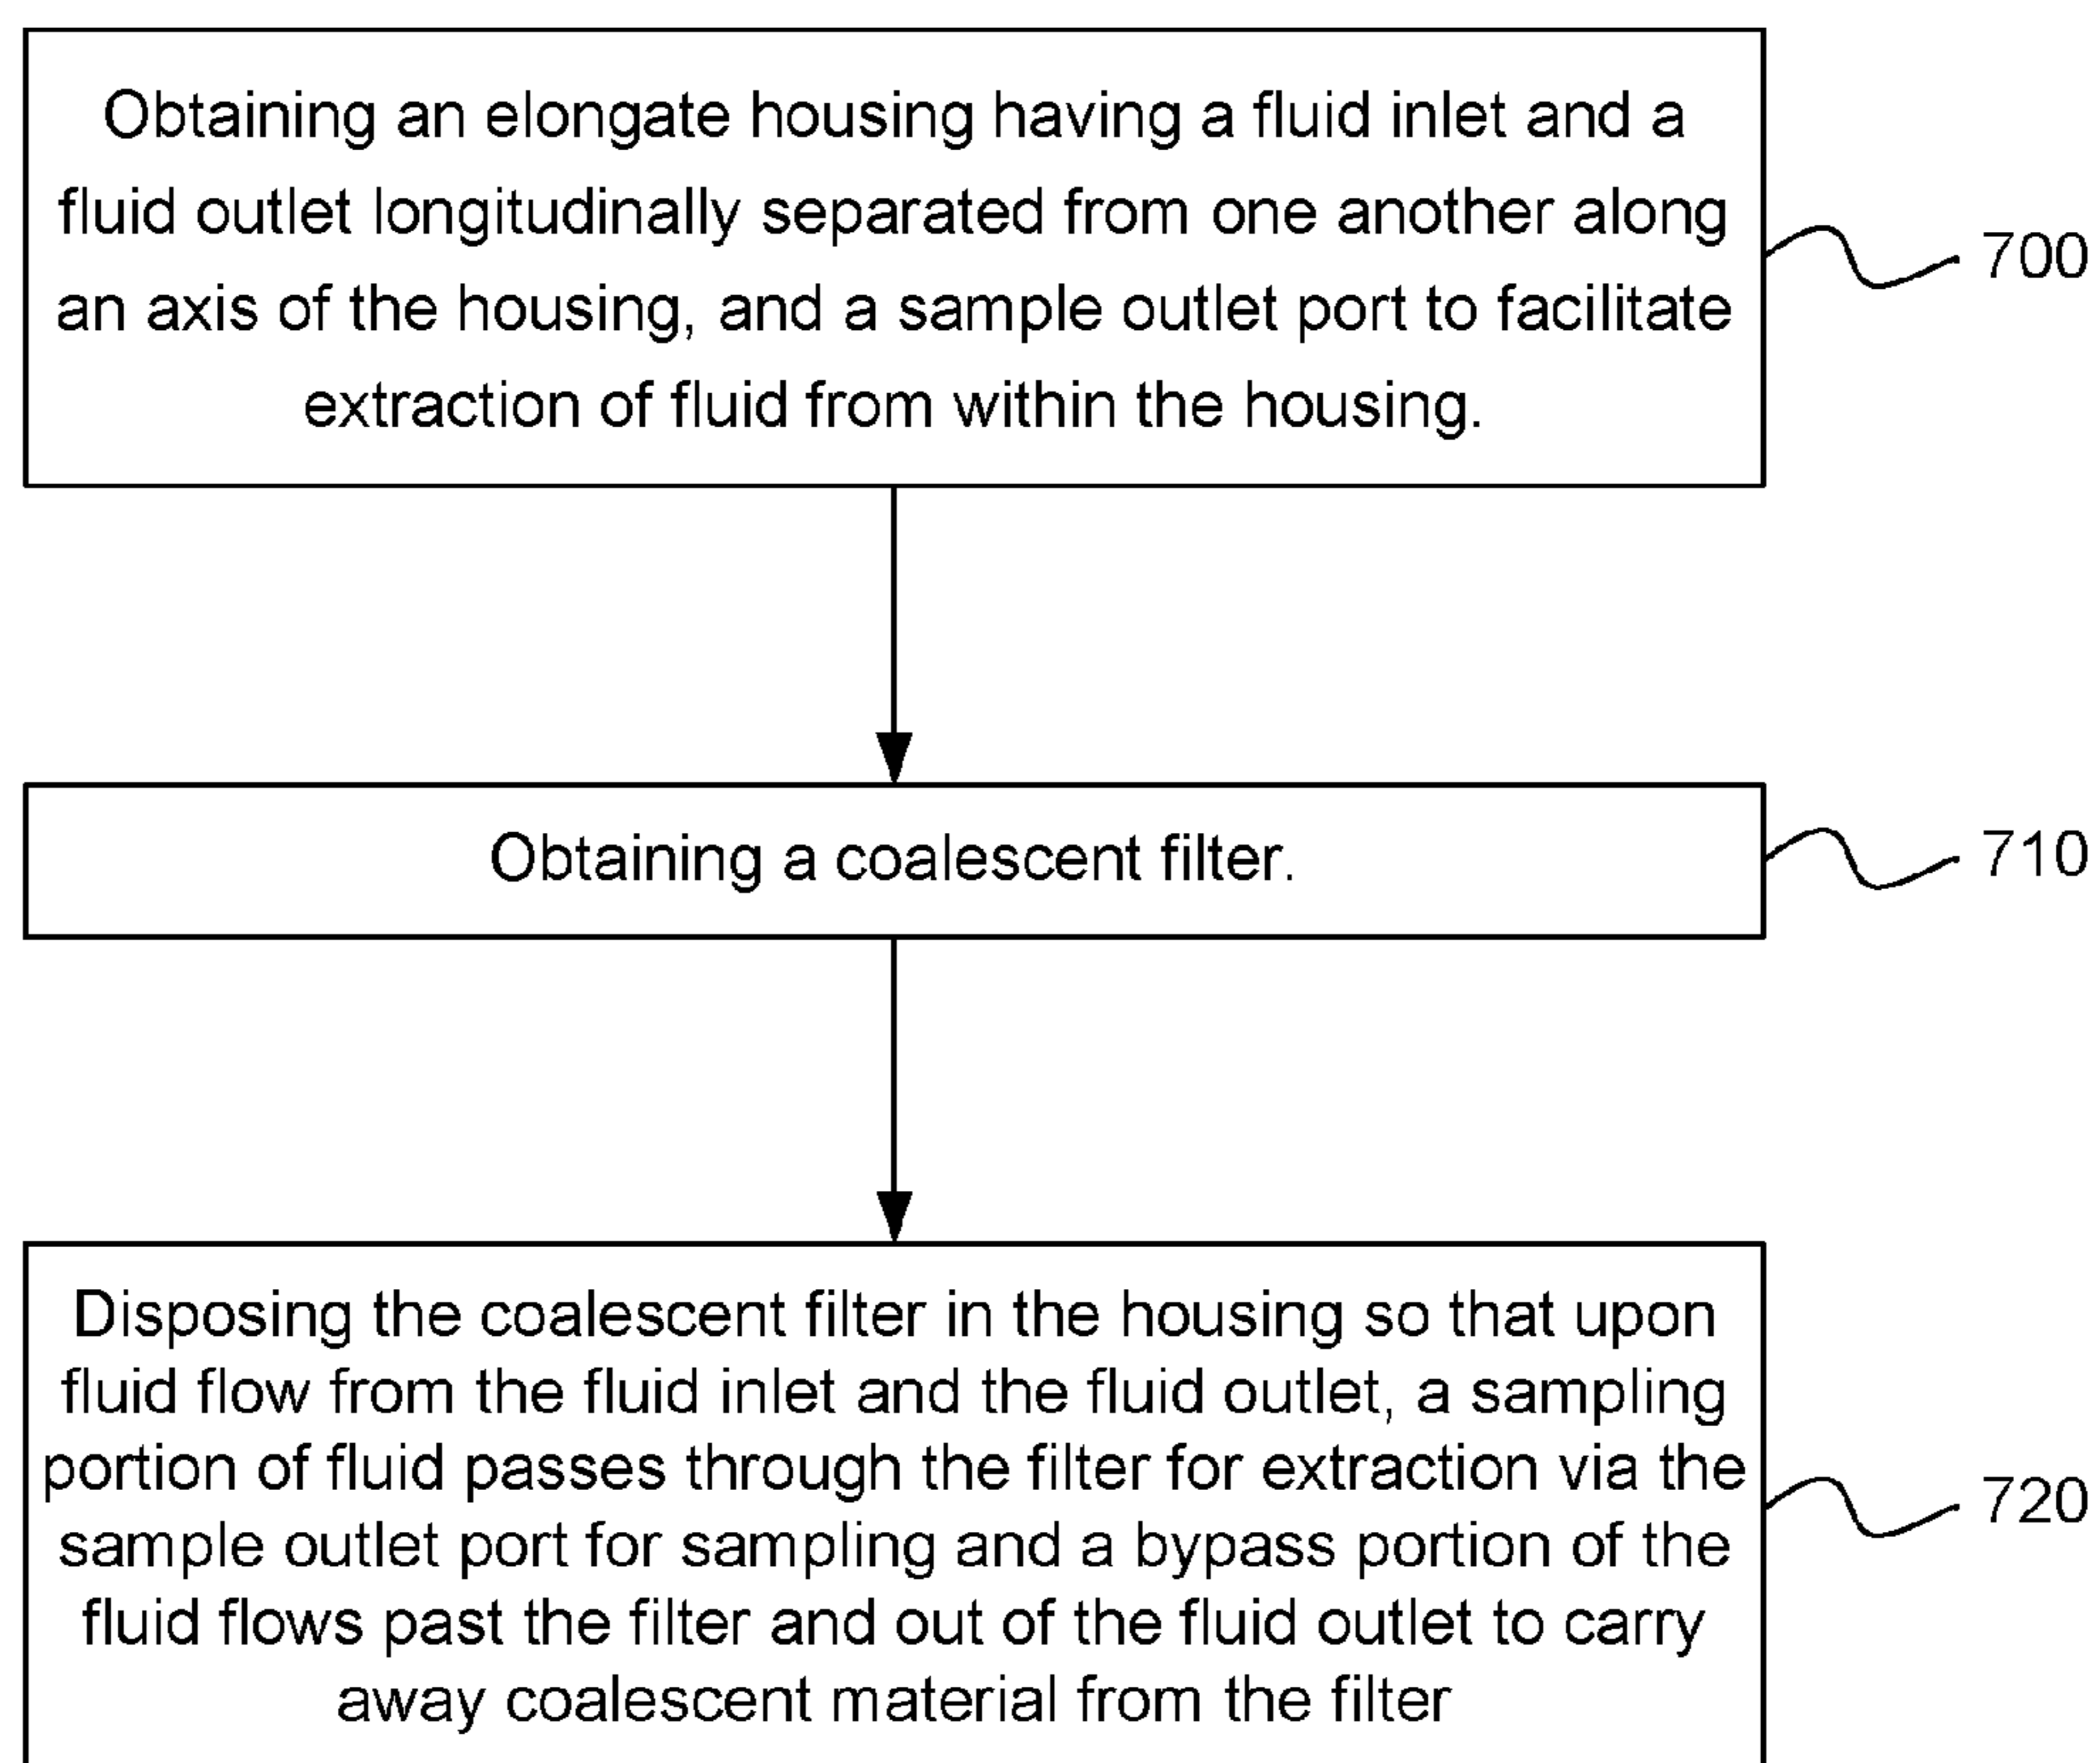 Obtaining an elongate housing having a fluid inlet and a
fluid outlet longitudinally separated from one another along
an axis of the housing, and a sample outlet port to facilitate
extraction of fluid from within the housing.
700
Obtaining a coalescent filter.
710
Disposing the coalescent filter in the housing so that upon
fluid flow from the fluid inlet and the fluid outlet, a sampling
portion of fluid passes through the filter for extraction via the
sample outlet port for sampling and a bypass portion of the
fluid flows past the filter and out of the fluid outlet to carry
away coalescent material from the filter
720